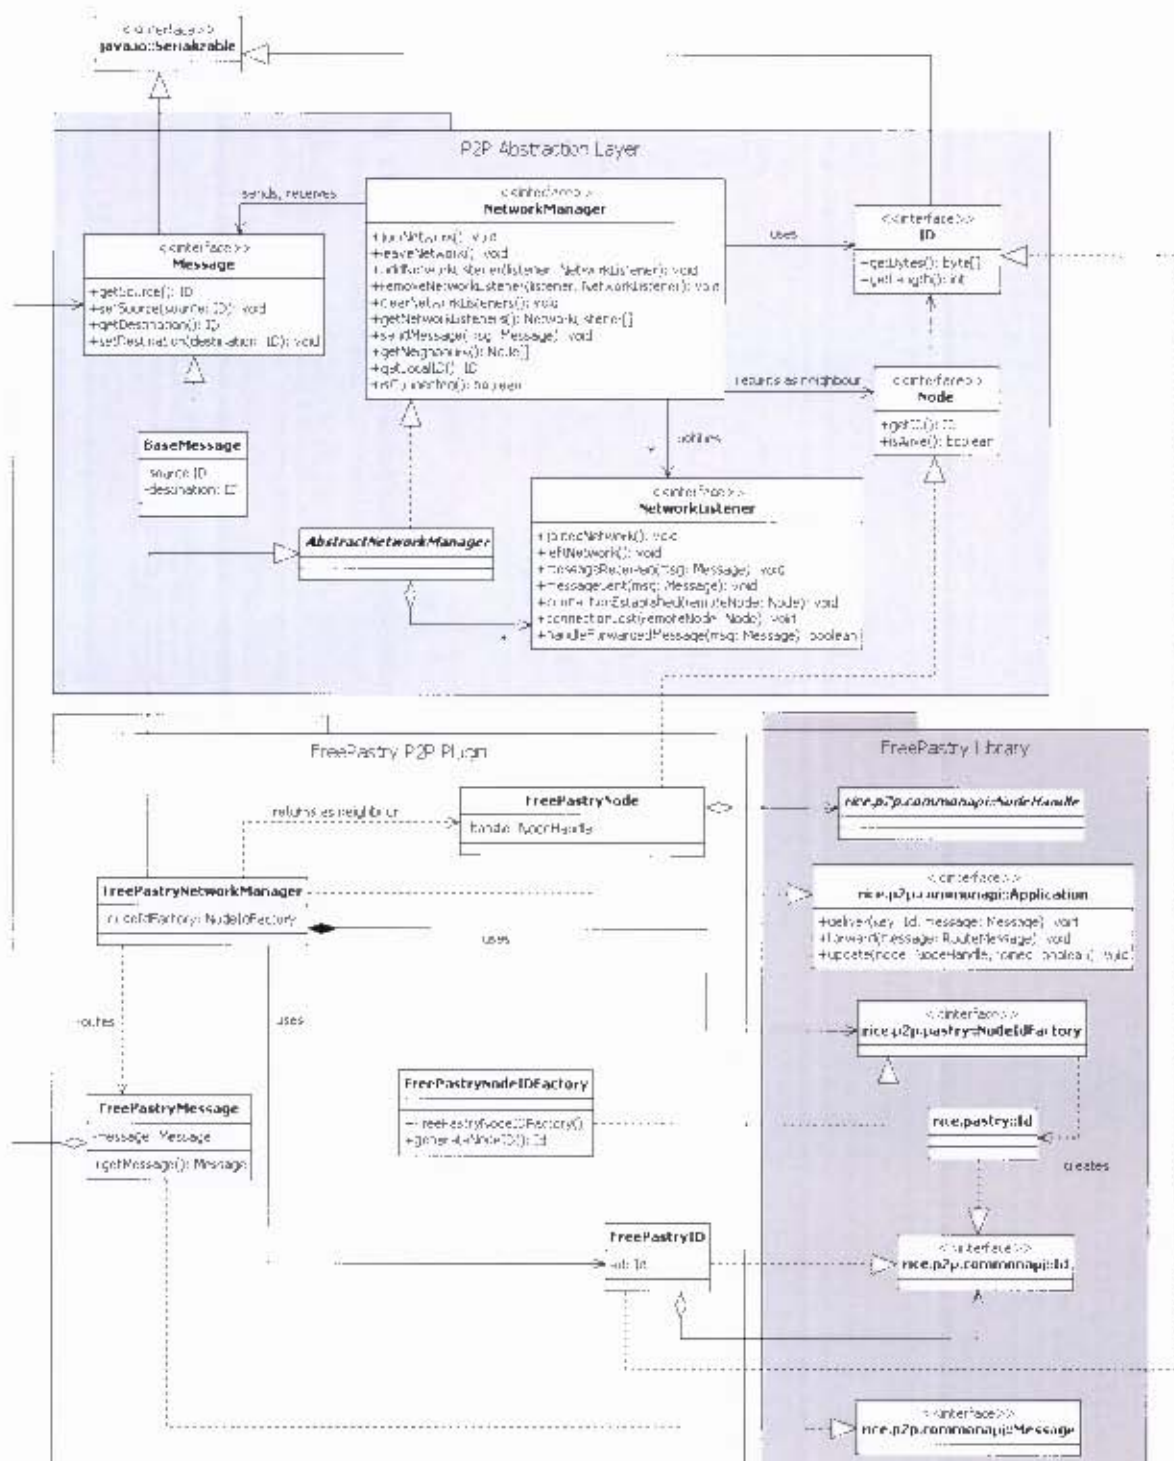 <<interface>>
java.io::Serializable
P2P Abstraction Layer
sends, receives
<<interface>>
NetworkManager
+joinNetwork(): void
+leaveNetwork(): void
+addNetworkListener(listener: NetworkListener): void
+removeNetworkListener(listener: NetworkListener): void
+clearNetworkListeners(): void
+getNetworkListeners(): NetworkListener[]
+sendMessage(msg: Message): void
+getNeighbours(): Node[]
+getLocalID(): ID
+isConnected(): boolean
uses
<<interface>>
ID
+getBytes(): byte[]
+getLength(): int
<<interface>>
Message
+getSource(): ID
+setSource(source: ID): void
+getDestination(): ID
+setDestination(destination: ID): void
returns as neighbour
<<interface>>
Node
+getID(): ID
+isAlive(): boolean
notifies
*
BaseMessage
source: ID
-destination: ID
<<interface>>
NetworkListener
+joinedNetwork(): void
+leftNetwork(): void
+messageReceived(msg: Message): void
+messageSent(msg: Message): void
+connectionEstablished(remoteNode: Node): void
+connectionLost(remoteNode: Node): void
+handleForwardedMessage(msg: Message): boolean
AbstractNetworkManager
*
FreePastry P2P Plugin
FreePastry Library
returns as neighbour
FreePastryNode
handle: NodeHandle
rice.p2p.commonapi::NodeHandle
FreePastryNetworkManager
nodeIdFactory: NodeIdFactory
uses
<<interface>>
rice.p2p.commonapi::Application
+deliver(key: Id, message: Message): void
+forward(message: RouteMessage): void
+update(node: NodeHandle, joined: boolean): void
routes
uses
<<interface>>
rice.p2p.pastry::NodeIdFactory
FreePastryNodeIDFactory
+FreePastryNodeIDFactory()
+generateNodeID(): Id
FreePastryMessage
-message: Message
+getMessage(): Message
rice.pastry::Id
creates
FreePastryID
-id: Id
<<interface>>
rice.p2p.commonapi::Id
<<interface>>
rice.p2p.commonapi::Message